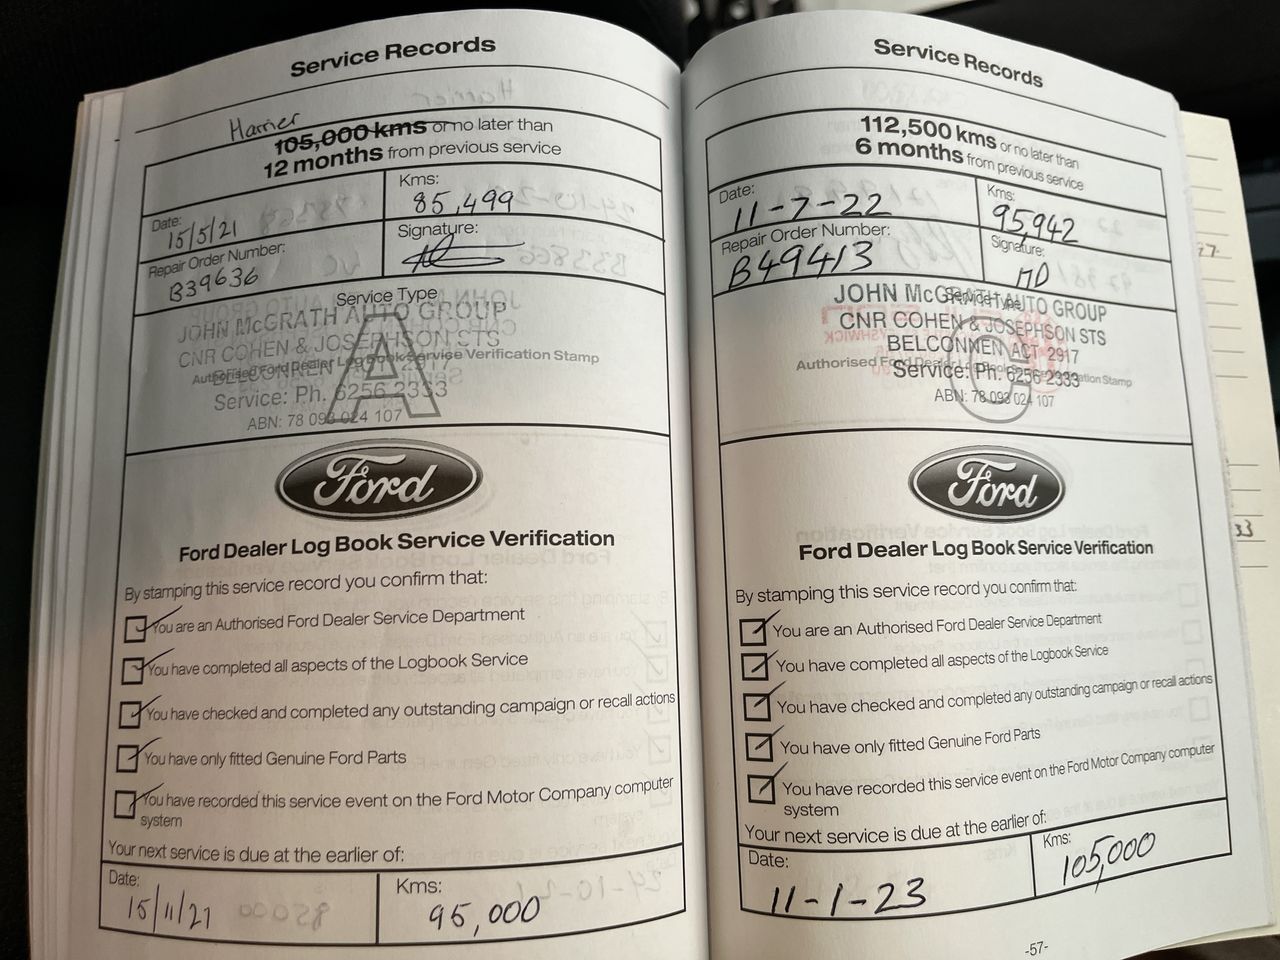 Service Records
Harrier
105,000 kms or no later than
12 months from previous service
Date:
15/5/21
Kms:
85,499
Repair Order Number:
B39636
Signature:
Service Type
A
JOHN McGRATH AUTO GROUP
CNR COHEN & JOSEPHSON STS
Authorised Ford Dealer Log Book Service Verification Stamp
BELCONNEN ACT 2917
Service: Ph. 6256 2333
ABN: 78 093 024 107
Ford
Ford Dealer Log Book Service Verification
By stamping this service record you confirm that:
You are an Authorised Ford Dealer Service Department
You have completed all aspects of the Logbook Service
You have checked and completed any outstanding campaign or recall actions
You have only fitted Genuine Ford Parts
You have recorded this service event on the Ford Motor Company computer
system
Your next service is due at the earlier of:
Date:
15/11/21
Kms:
95,000
Service Records
112,500 kms or no later than
6 months from previous service
Date:
11-7-22
Kms:
95,942
Repair Order Number:
B49413
Signature:
MD
Service Type
C
JOHN McGRATH AUTO GROUP
CNR COHEN & JOSEPHSON STS
BELCONNEN ACT 2917
Authorised Ford Dealer Log Book Service Verification Stamp
Service: Ph. 6256 2333
ABN: 78 093 024 107
Ford
Ford Dealer Log Book Service Verification
By stamping this service record you confirm that:
You are an Authorised Ford Dealer Service Department
You have completed all aspects of the Logbook Service
You have checked and completed any outstanding campaign or recall actions
You have only fitted Genuine Ford Parts
You have recorded this service event on the Ford Motor Company computer
system
Your next service is due at the earlier of:
Date:
11-1-23
Kms:
105,000
-57-
33